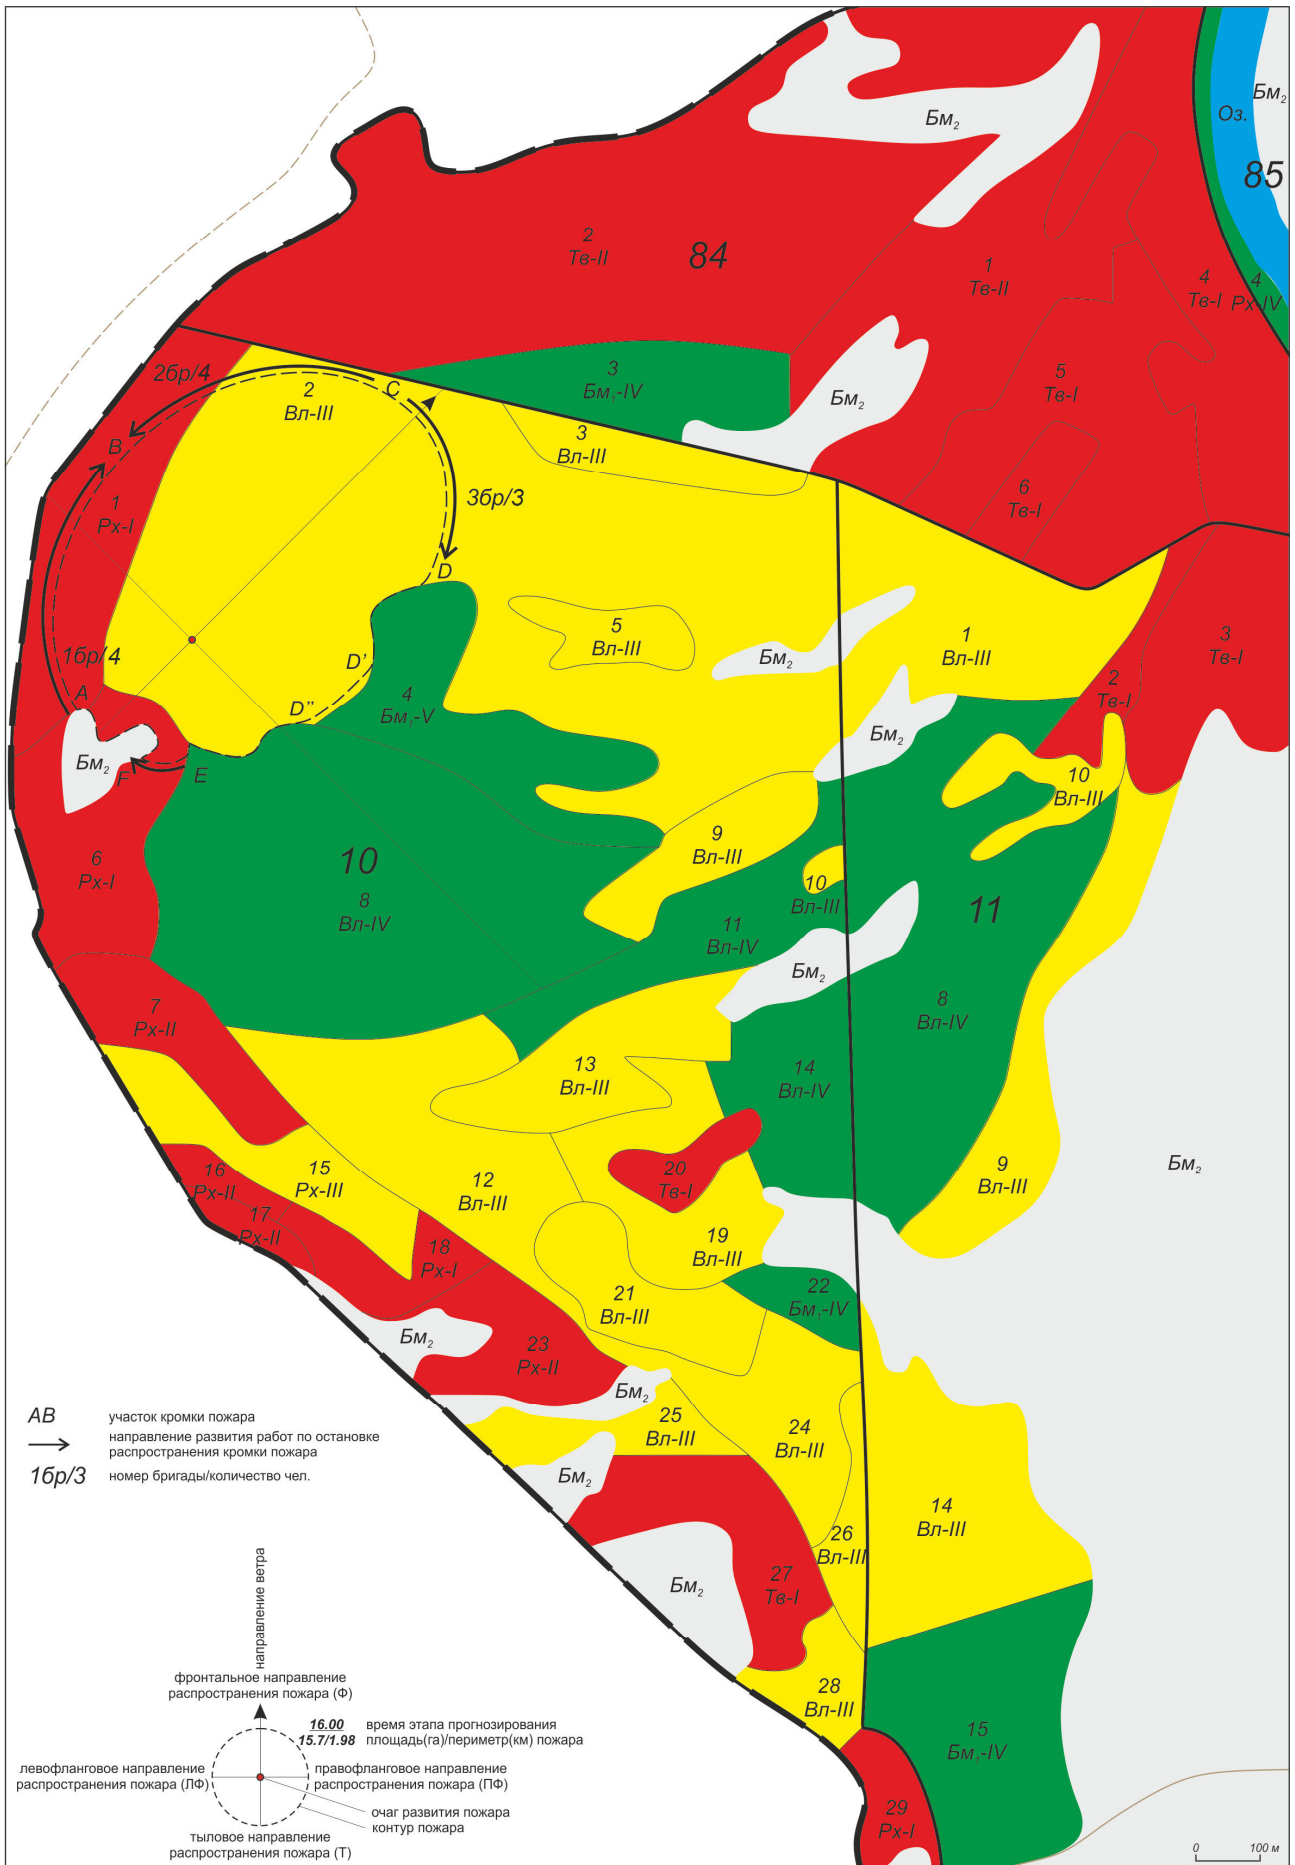 Бм₂
Оз.
Бм₂
85
2
Тв-II
84
1
Тв-II
4
Тв-I
4
Рх-IV
2бр/4
2
Вл-III
С
3
Бм₁-IV
Бм₂
5
Тв-I
В
3
Вл-III
1
Рх-I
3бр/3
6
Тв-I
D
5
Вл-III
Бм₂
1
Вл-III
3
Тв-I
1бр/4
D'
2
Тв-I
А
4
Бм₁-V
D''
Бм₂
Бм₂
F
Е
10
Вл-III
9
Вл-III
6
Рх-I
10
8
Вл-IV
10
Вл-III
11
11
Вл-IV
Бм₂
7
Рх-II
8
Вл-IV
13
Вл-III
14
Вл-IV
16
Рх-II
15
Рх-III
12
Вл-III
20
Тв-I
9
Вл-III
Бм₂
17
Рх-II
18
Рх-I
19
Вл-III
21
Вл-III
22
Бм₁-IV
Бм₂
23
Рх-II
Бм₂
25
Вл-III
24
Вл-III
Бм₂
14
Вл-III
26
Вл-III
Бм₂
27
Тв-I
28
Вл-III
15
Бм₁-IV
29
Рх-I
АВ участок кромки пожара
направление развития работ по остановке
распространения кромки пожара
1бр/3 номер бригады/количество чел.
направление ветра
фронтальное направление
распространения пожара (Ф)
16.00 время этапа прогнозирования
15.7/1.98 площадь(га)/периметр(км) пожара
левофланговое направление
распространения пожара (ЛФ)
правофланговое направление
распространения пожара (ПФ)
очаг развития пожара
контур пожара
тыловое направление
распространения пожара (Т)
0 100 м